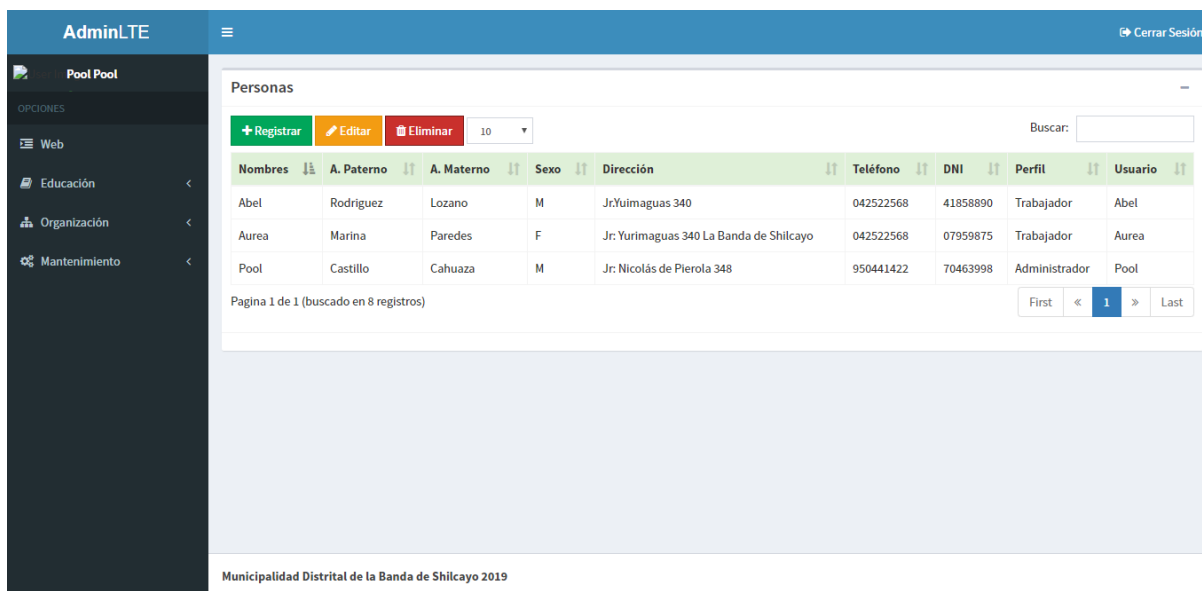 AdminLTE
Cerrar Sesión
Pool Pool
OPCIONES
Web
Educación
Organización
Mantenimiento
Personas
Registrar Editar Eliminar 10 Buscar:
Nombres A. Paterno A. Materno Sexo Dirección Teléfono DNI Perfil Usuario
Abel Rodriguez Lozano M Jr.Yuimaguas 340 042522568 41858890 Trabajador Abel
Aurea Marina Paredes F Jr: Yurimaguas 340 La Banda de Shilcayo 042522568 07959875 Trabajador Aurea
Pool Castillo Cahuaza M Jr: Nicolás de Pierola 348 950441422 70463998 Administrador Pool
Pagina 1 de 1 (buscado en 8 registros) First « 1 » Last
Municipalidad Distrital de la Banda de Shilcayo 2019